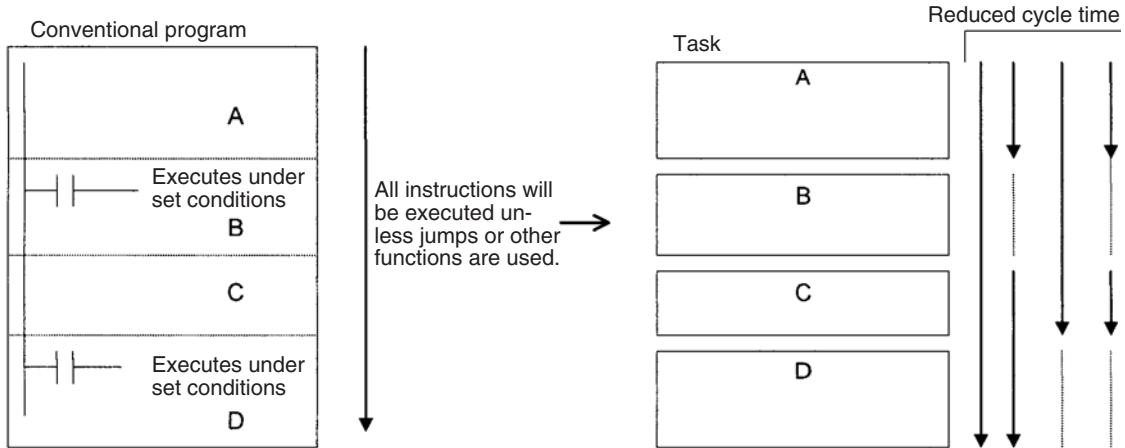 Conventional program
A
Executes under
set conditions
B
C
Executes under
set conditions
D
All instructions will
be executed un-
less jumps or other
functions are used.
Task
Reduced cycle time
A
B
C
D